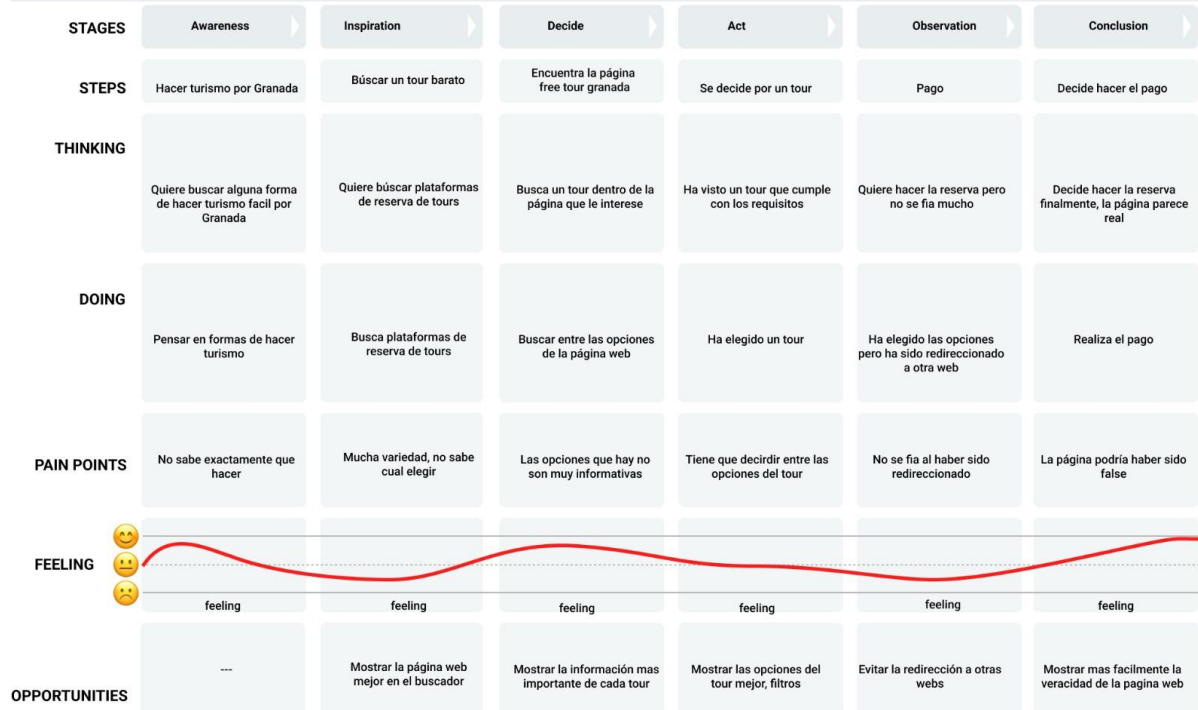 STAGES
Awareness
Inspiration
Decide
Act
Observation
Conclusion
STEPS
Hacer turismo por Granada
Búscar un tour barato
Encuentra la página
free tour granada
Se decide por un tour
Pago
Decide hacer el pago
THINKING
Quiere buscar alguna forma
de hacer turismo facil por
Granada
Quiere búscar plataformas
de reserva de tours
Busca un tour dentro de la
página que le interese
Ha visto un tour que cumple
con los requisitos
Quiere hacer la reserva pero
no se fia mucho
Decide hacer la reserva
finalmente, la página parece
real
DOING
Pensar en formas de hacer
turismo
Busca plataformas de
reserva de tours
Buscar entre las opciones
de la página web
Ha elegido un tour
Ha elegido las opciones
pero ha sido redireccionado
a otra web
Realiza el pago
PAIN POINTS
No sabe exactamente que
hacer
Mucha variedad, no sabe
cual elegir
Las opciones que hay no
son muy informativas
Tiene que decirdir entre las
opciones del tour
No se fia al haber sido
redireccionado
La página podría haber sido
false
FEELING
feeling
feeling
feeling
feeling
feeling
feeling
OPPORTUNITIES
---
Mostrar la página web
mejor en el buscador
Mostrar la información mas
importante de cada tour
Mostrar las opciones del
tour mejor, filtros
Evitar la redirección a otras
webs
Mostrar mas facilmente la
veracidad de la pagina web